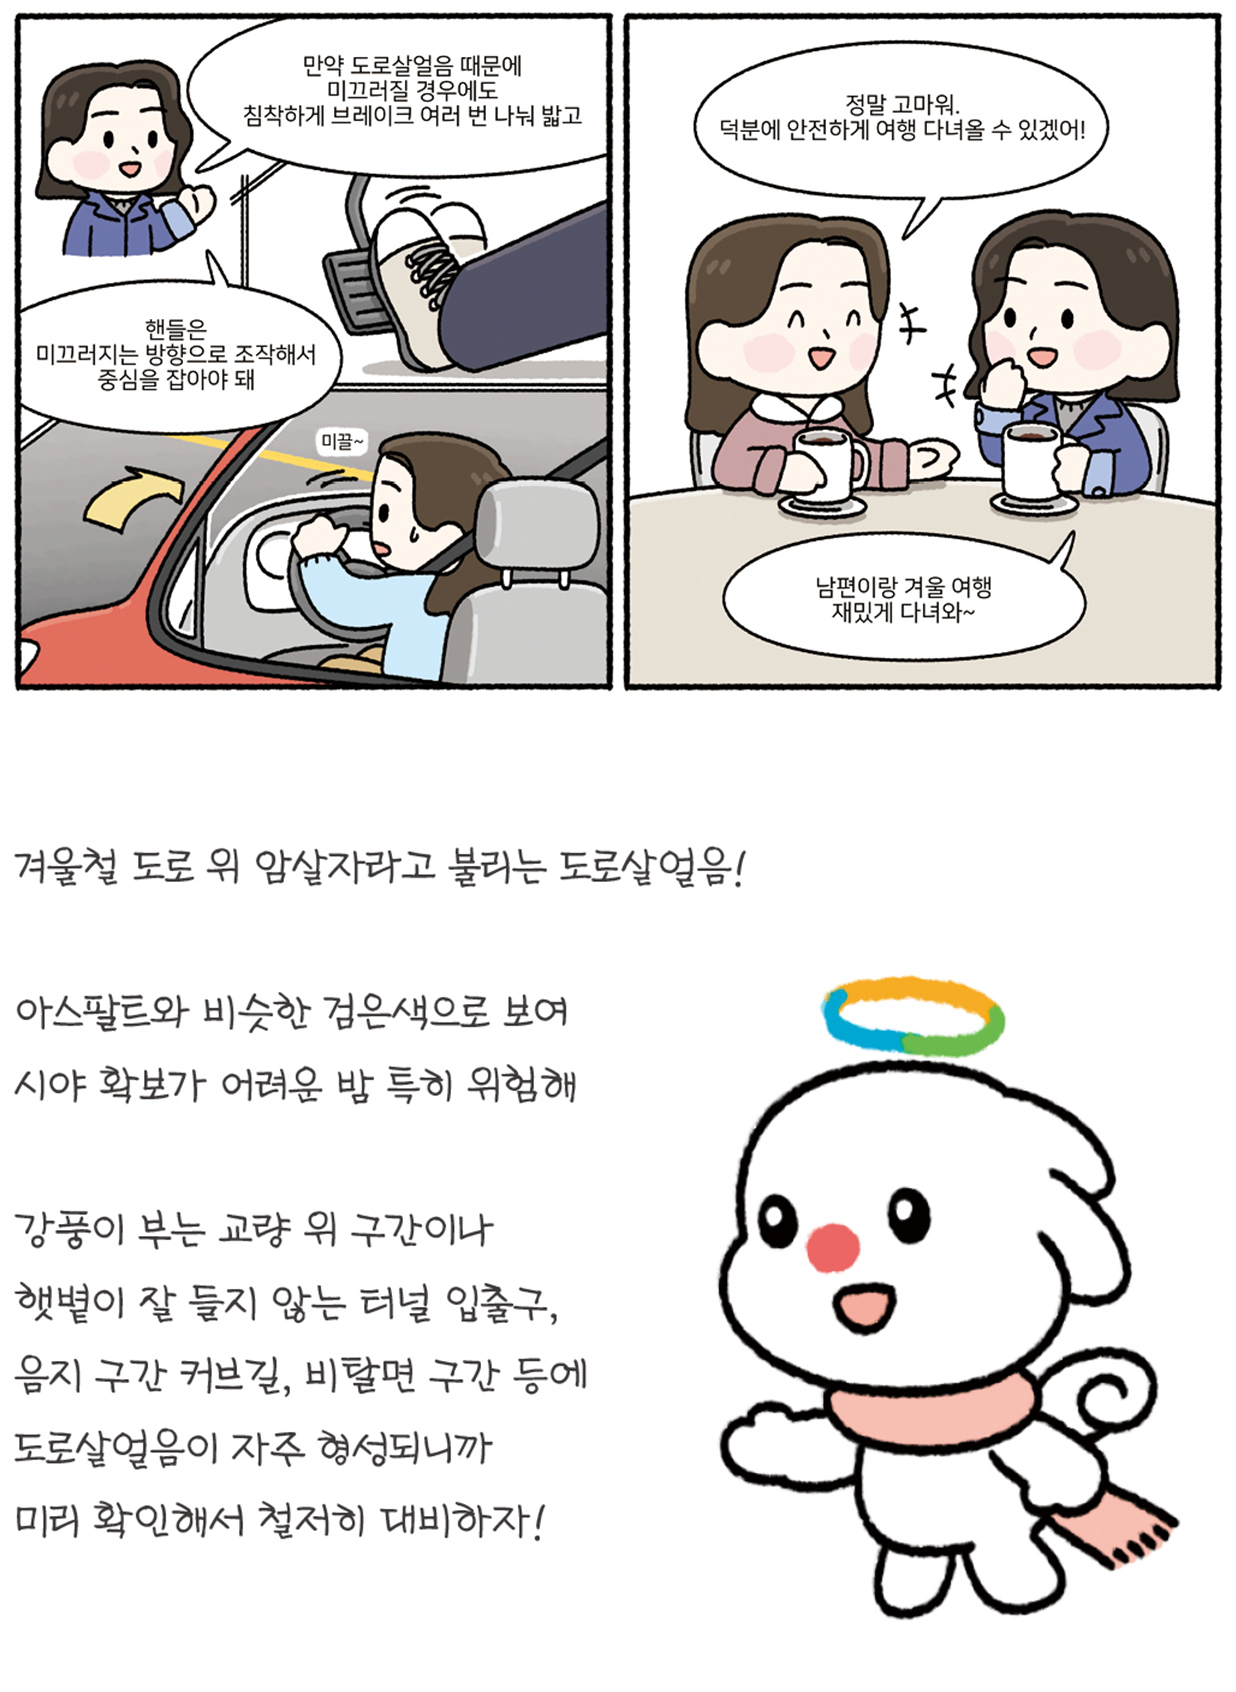 만약 도로살얼음 때문에
미끄러질 경우에도
침착하게 브레이크 여러 번 나눠 밟고
핸들은
미끄러지는 방향으로 조작해서
중심을 잡아야 돼
미끌~
정말 고마워.
덕분에 안전하게 여행 다녀올 수 있겠어!
남편이랑 겨울 여행
재밌게 다녀와~
겨울철 도로 위 암살자라고 불리는 도로살얼음!
아스팔트와 비슷한 검은색으로 보여
시야 확보가 어려운 밤 특히 위험해
강풍이 부는 교량 위 구간이나
햇볕이 잘 들지 않는 터널 입출구,
음지 구간 커브길, 비탈면 구간 등에
도로살얼음이 자주 형성되니까
미리 확인해서 철저히 대비하자!